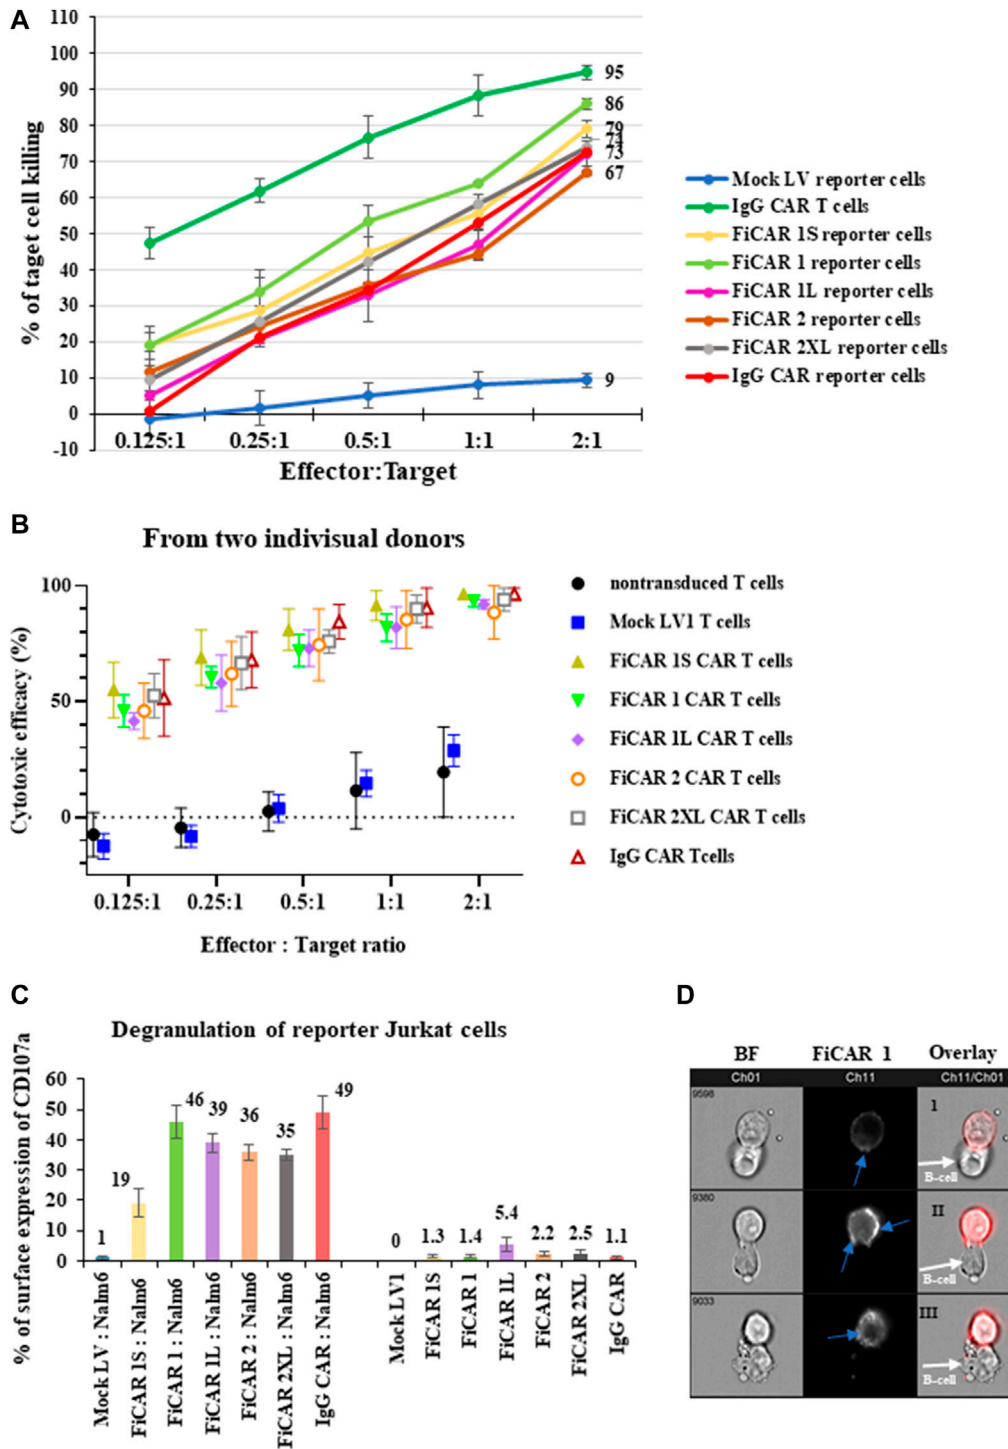 A
110
100
90
80
70
60
50
40
30
20
10
0
-10
% of taget cell killing
95
86
79
73
67
9
0.125:1 0.25:1 0.5:1 1:1 2:1
Effector:Target
Mock LV reporter cells
IgG CAR T cells
FiCAR 1S reporter cells
FiCAR 1 reporter cells
FiCAR 1L reporter cells
FiCAR 2 reporter cells
FiCAR 2XL reporter cells
IgG CAR reporter cells
B
From two indivisual donors
100
50
0
Cytotoxic efficacy (%)
0.125:1 0.25:1 0.5:1 1:1 2:1
Effector : Target ratio
nontransduced T cells
Mock LV1 T cells
FiCAR 1S CAR T cells
FiCAR 1 CAR T cells
FiCAR 1L CAR T cells
FiCAR 2 CAR T cells
FiCAR 2XL CAR T cells
IgG CAR Tcells
C
Degranulation of reporter Jurkat cells
% of surface expression of CD107a
60
50
40
30
20
10
0
1 19 46 39 36 35 49
0 1.3 1.4 5.4 2.2 2.5 1.1
Mock LV : Nalm6
FiCAR 1S : Nalm6
FiCAR 1 : Nalm6
FiCAR 1L : Nalm6
FiCAR 2 : Nalm6
FiCAR 2XL : Nalm6
IgG CAR : Nalm6
Mock LV1
FiCAR 1S
FiCAR 1
FiCAR 1L
FiCAR 2
FiCAR 2XL
IgG CAR
D
BF FiCAR 1 Overlay
Ch01 Ch11 Ch11/Ch01
9598
I
B-cell
9380
II
B-cell
9033
III
B-cell